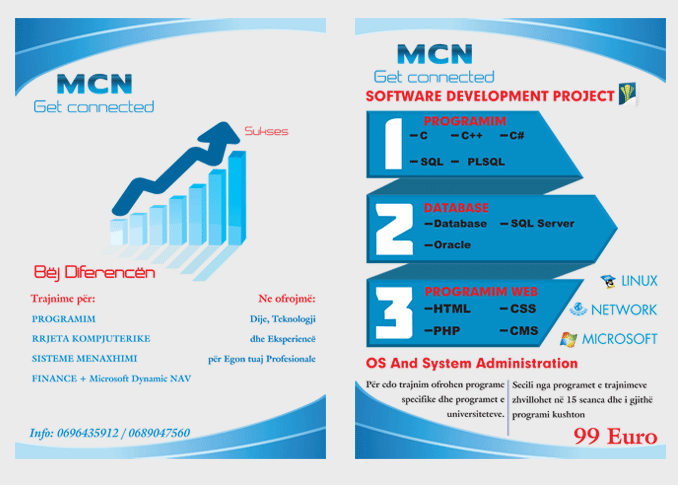 MCN
Get connected
Sukses
Bëj Diferencën
Trajnime për:
PROGRAMIM
RRJETA KOMPJUTERIKE
SISTEME MENAXHIMI
FINANCE + Microsoft Dynamic NAV
Ne ofrojmë:
Dije, Teknologji
dhe Eksperiencë
për Egon tuaj Profesionale
Info: 0696435912 / 0689047560
MCN
Get connected
SOFTWARE DEVELOPMENT PROJECT
1
PROGRAMIM
– C – C++ – C#
– SQL – PLSQL
2
DATABASE
– Database – SQL Server
– Oracle
3
PROGRAMIM WEB
– HTML – CSS
– PHP – CMS
LINUX
NETWORK
MICROSOFT
OS And System Administration
Për cdo trajnim ofrohen programe
specifike dhe programet e
universiteteve.
Secili nga programet e trajnimeve
zhvillohet në 15 seanca dhe i gjithë
programi kushton
99 Euro